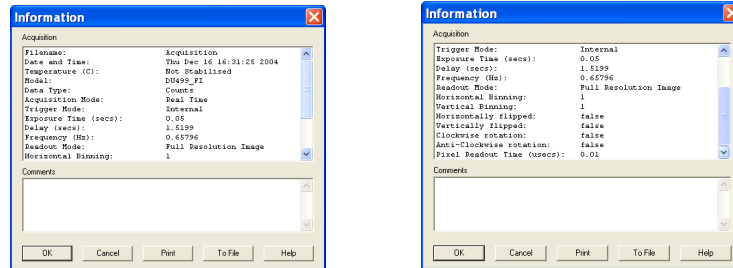 Information
Acquisition
Filename: Acquisition
Date and Time: Thu Dec 16 16:31:25 2004
Temperature (C): Not Stabilised
Model: DU499_FI
Data Type: Counts
Acquisition Mode: Real Time
Trigger Mode: Internal
Exposure Time (secs): 0.05
Delay (secs): 1.5199
Frequency (Hz): 0.65796
Readout Mode: Full Resolution Image
Horizontal Binning: 1
Comments
OK Cancel Print To File Help
Information
Acquisition
Trigger Mode: Internal
Exposure Time (secs): 0.05
Delay (secs): 1.5199
Frequency (Hz): 0.65796
Readout Mode: Full Resolution Image
Horizontal Binning: 1
Vertical Binning: 1
Horizontally flipped: false
Vertically flipped: false
Clockwise rotation: false
Anti-Clockwise rotation: false
Pixel Readout Time (usecs): 0.01
Comments
OK Cancel Print To File Help